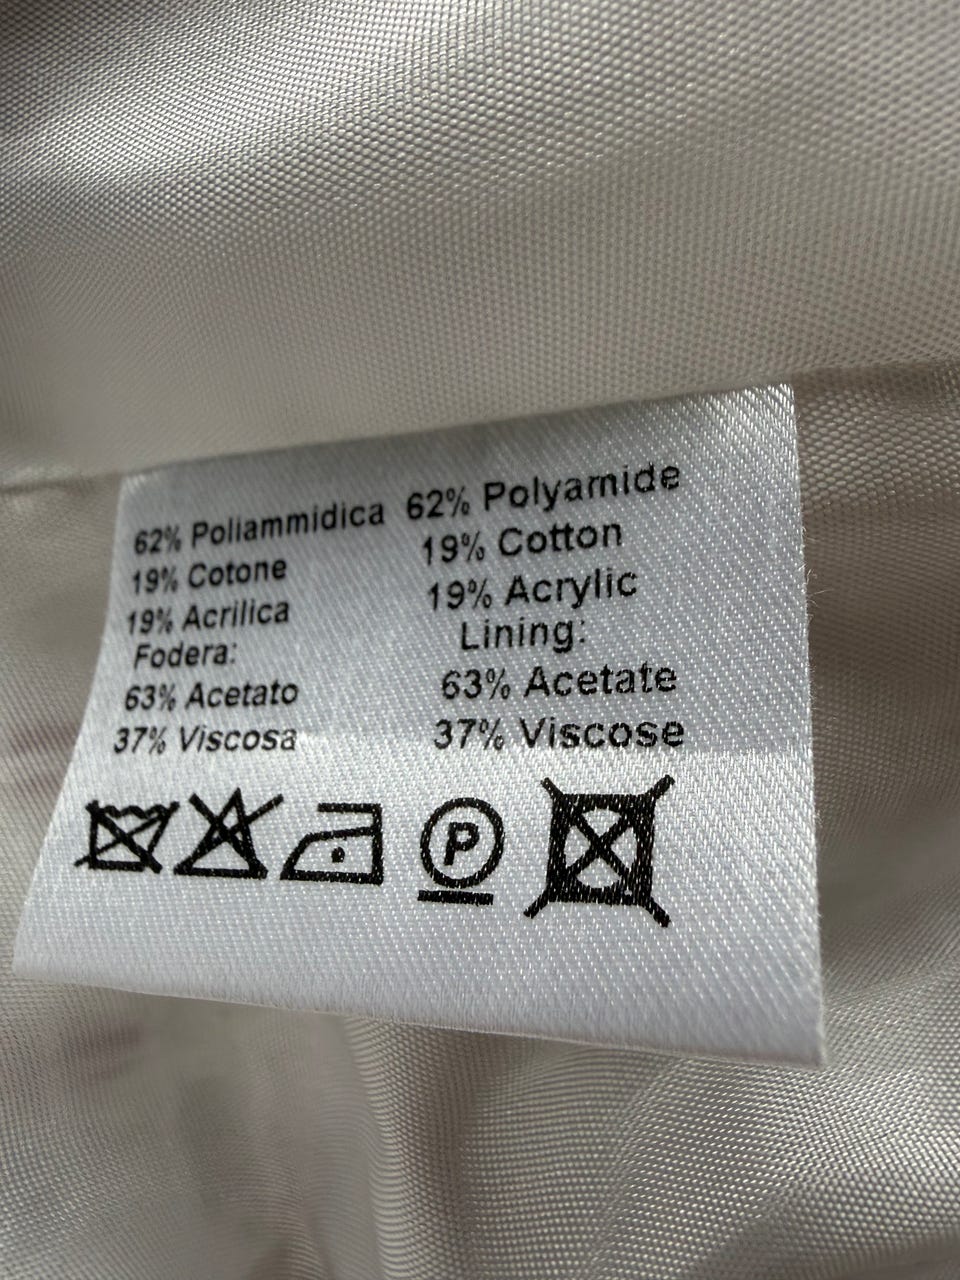 62% Poliammidica 62% Polyamide
19% Cotone 19% Cotton
19% Acrilica 19% Acrylic
Fodera: Lining:
63% Acetato 63% Acetate
37% Viscosa 37% Viscose
P